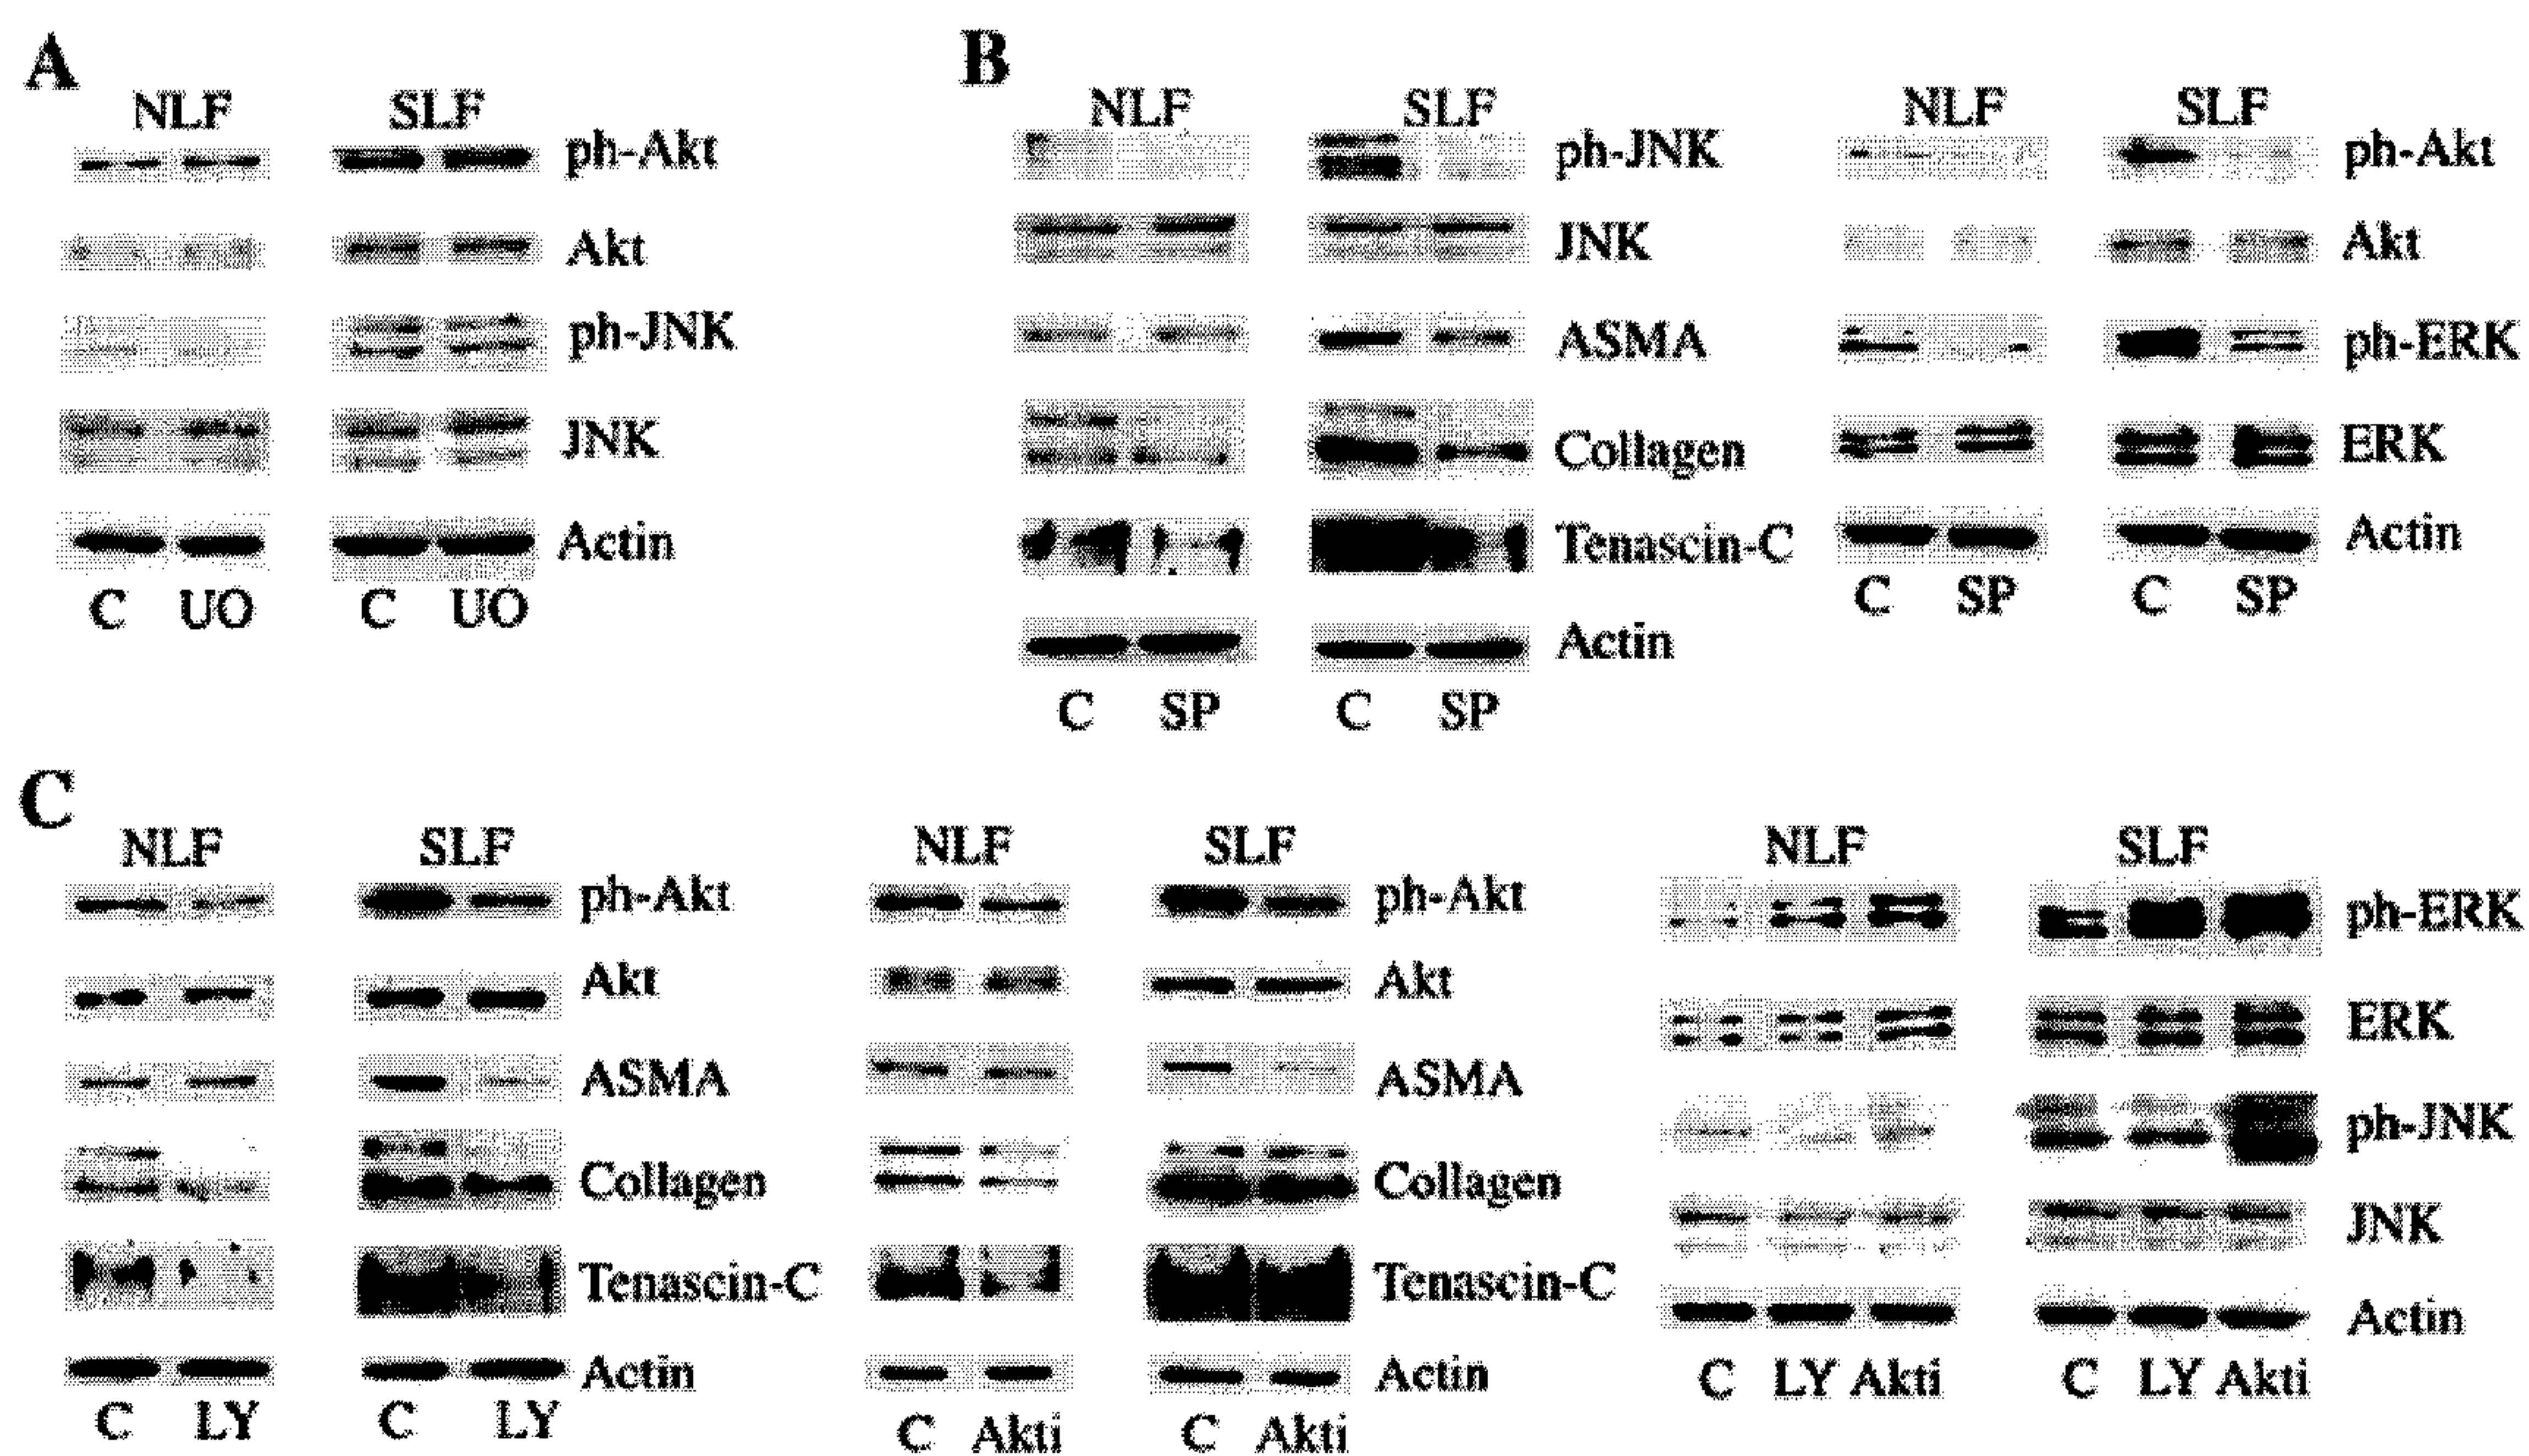 A
NLF SLF
ph-Akt
Akt
ph-JNK
JNK
Actin
C UO C UO
B
NLF SLF
ph-JNK
JNK
ASMA
Collagen
Tenascin-C
Actin
C SP C SP
NLF SLF
ph-Akt
Akt
ph-ERK
ERK
Actin
C SP C SP
C
NLF SLF
ph-Akt
Akt
ASMA
Collagen
Tenascin-C
Actin
C LY C LY
NLF SLF
ph-Akt
Akt
ASMA
Collagen
Tenascin-C
Actin
C Akti C Akti
NLF SLF
ph-ERK
ERK
ph-JNK
JNK
Actin
C LY Akti C LY Akti